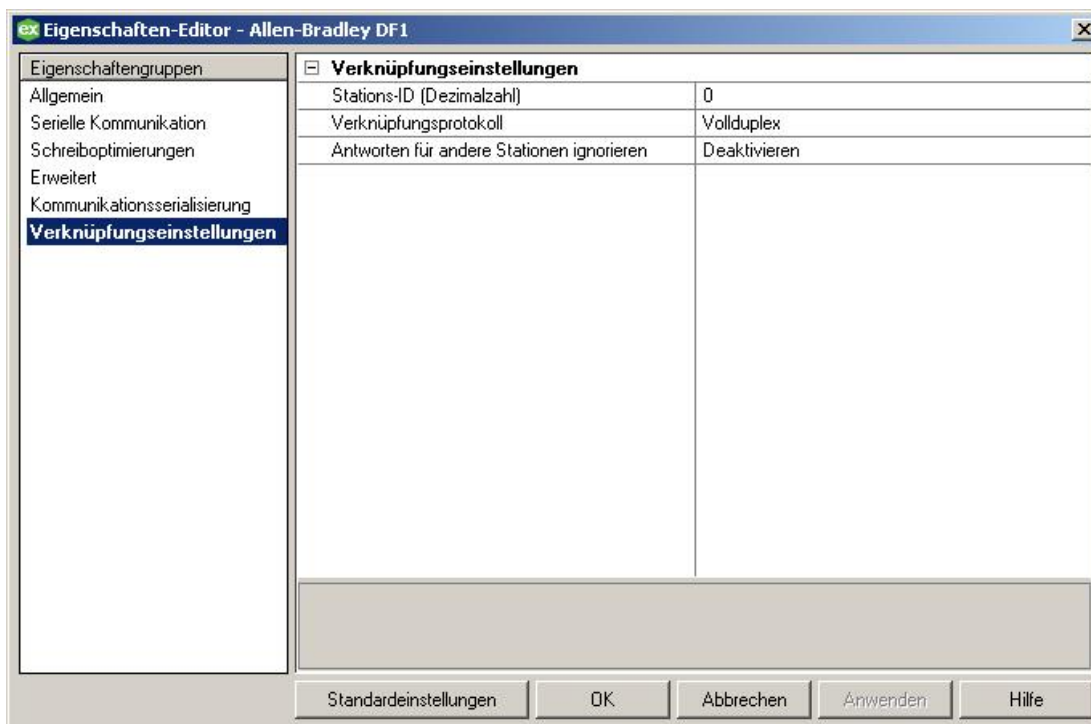 ex Eigenschaften-Editor - Allen-Bradley DF1
Eigenschaftengruppen
Allgemein
Serielle Kommunikation
Schreiboptimierungen
Erweitert
Kommunikationsserialisierung
Verknüpfungseinstellungen
Verknüpfungseinstellungen
Stations-ID (Dezimalzahl) 0
Verknüpfungsprotokoll Vollduplex
Antworten für andere Stationen ignorieren Deaktivieren
Standardeinstellungen OK Abbrechen Anwenden Hilfe